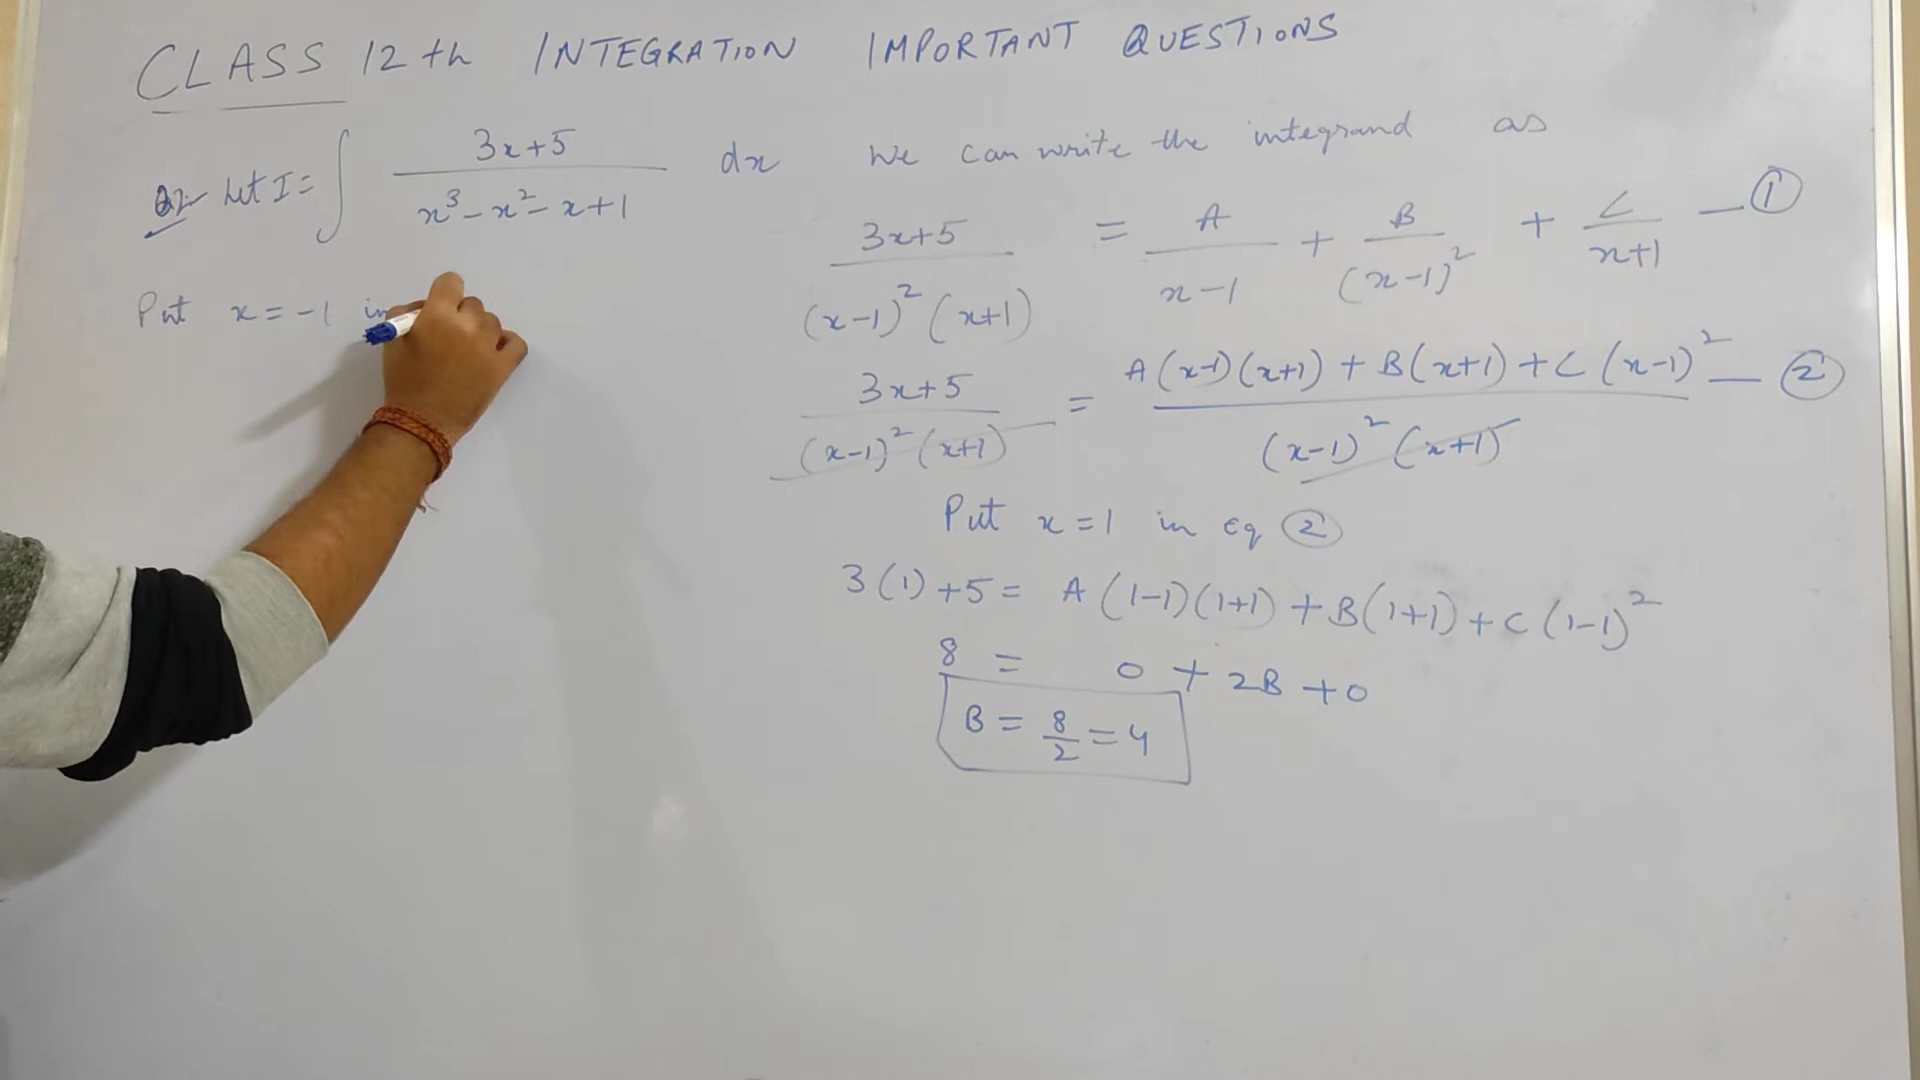 CLASS 12th INTEGRATION IMPORTANT QUESTIONS
Q2 Let I = ∫ (3x+5)/(x³-x²-x+1) dx
Put x = -1 in
We can write the integrand as
(3x+5)/((x-1)²(x+1)) = A/(x-1) + B/(x-1)² + C/(x+1) — ①
(3x+5)/((x-1)²(x+1)) = (A(x-1)(x+1) + B(x+1) + C(x-1)²)/((x-1)²(x+1)) — ②
Put x = 1 in eq ②
3(1)+5 = A(1-1)(1+1) + B(1+1) + C(1-1)²
8 = 0 + 2B + 0
B = 8/2 = 4